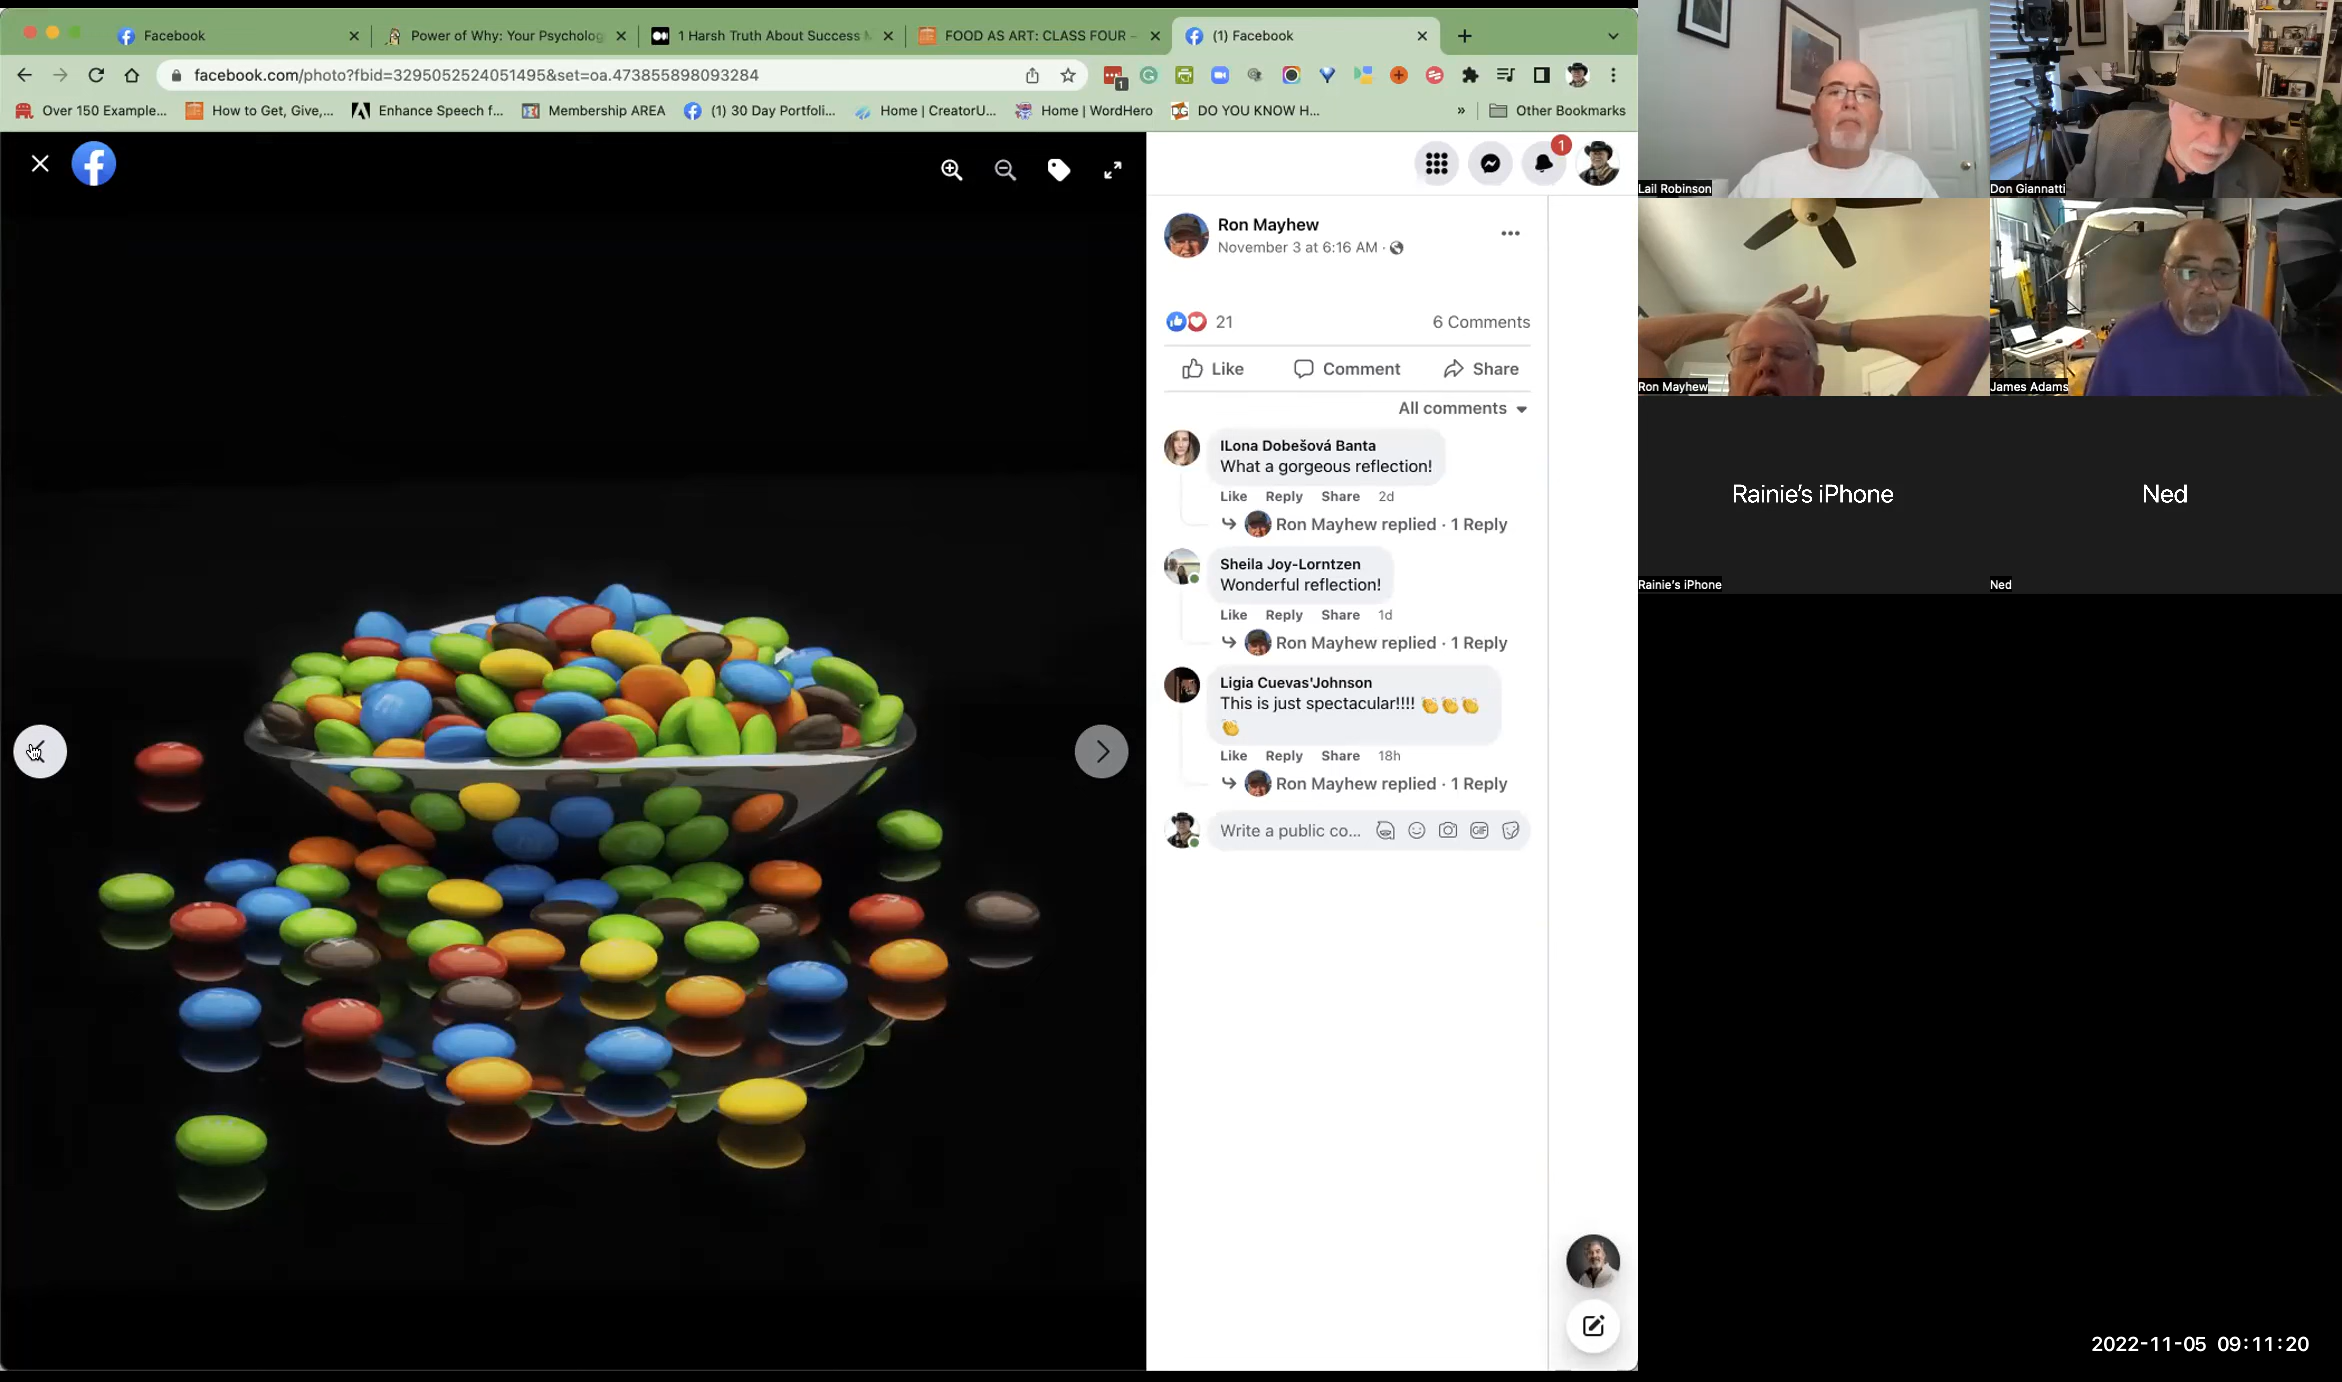 Facebook
Power of Why: Your Psycholog
1 Harsh Truth About Success
FOOD AS ART: CLASS FOUR –
(1) Facebook
facebook.com/photo?fbid=3295052524051495&set=oa.473855898093284
1
Over 150 Example...
How to Get, Give,...
Enhance Speech f...
Membership AREA
(1) 30 Day Portfoli...
Home | CreatorU...
Home | WordHero
DO YOU KNOW H...
»
Other Bookmarks
1
Ron Mayhew
November 3 at 6:16 AM ·
21
6 Comments
Like
Comment
Share
All comments
ILona Dobešová Banta
What a gorgeous reflection!
Like Reply Share 2d
Ron Mayhew replied · 1 Reply
Sheila Joy-Lorntzen
Wonderful reflection!
Like Reply Share 1d
Ron Mayhew replied · 1 Reply
Ligia Cuevas'Johnson
This is just spectacular!!!! 👏👏👏
👏
Like Reply Share 18h
Ron Mayhew replied · 1 Reply
Write a public co...
GIF
Lail Robinson
Don Giannatti
Ron Mayhew
James Adams
Rainie's iPhone
Ned
Rainie's iPhone
Ned
2022-11-05 09:11:20